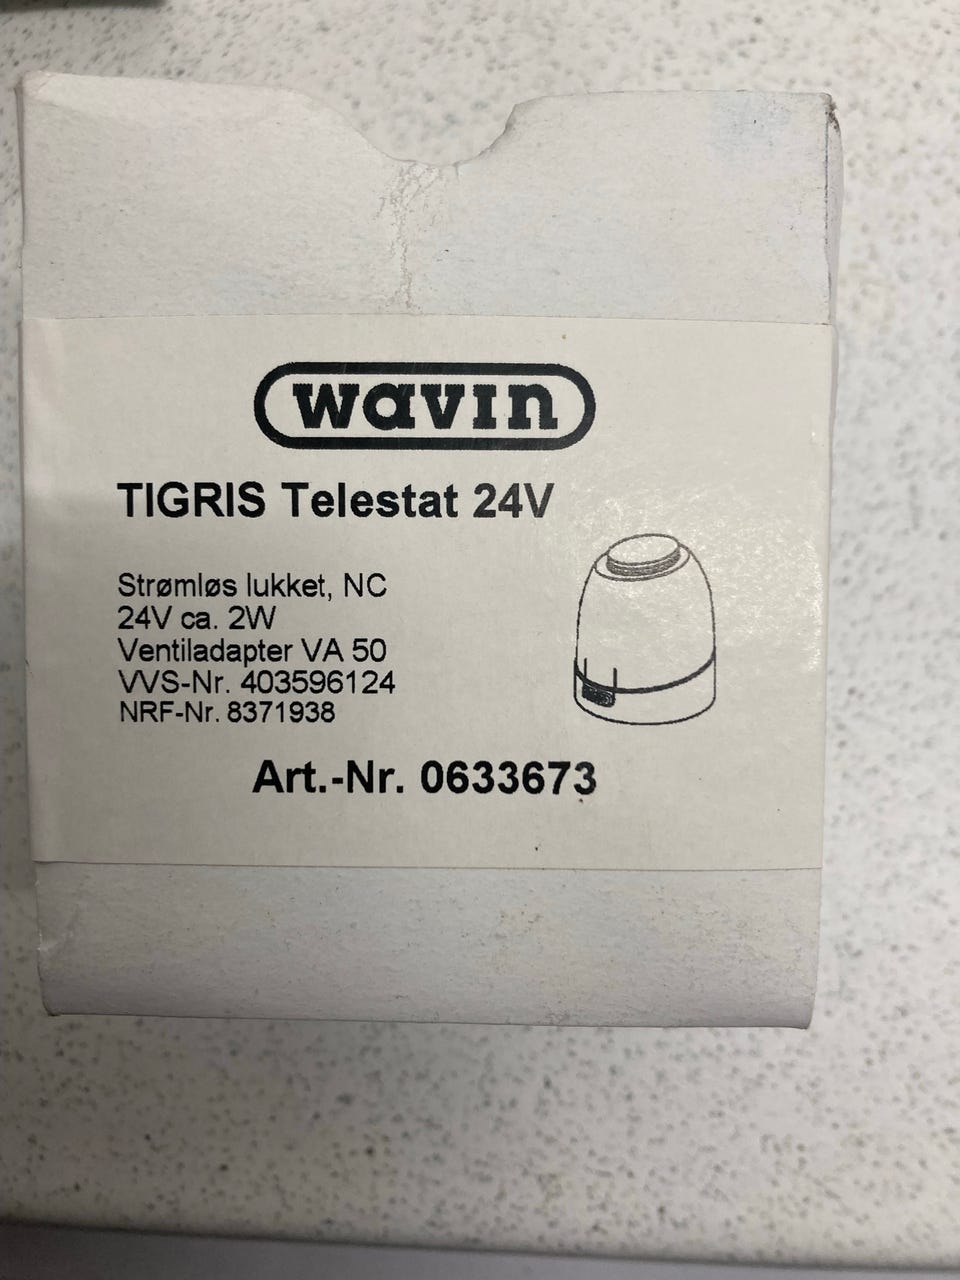 wavin
TIGRIS Telestat 24V
Strømløs lukket, NC
24V ca. 2W
Ventiladapter VA 50
VVS-Nr. 403596124
NRF-Nr. 8371938
Art.-Nr. 0633673